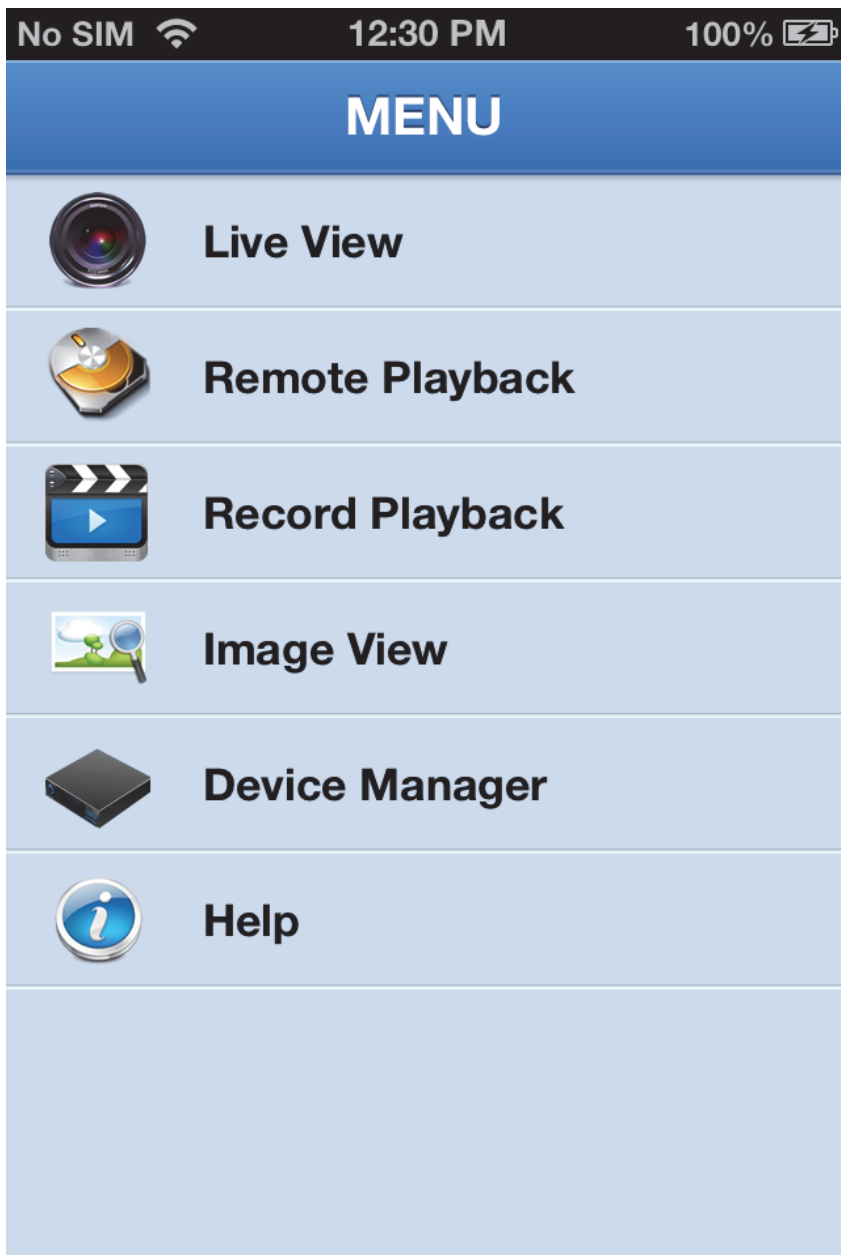 No SIM 12:30 PM 100%
MENU
Live View
Remote Playback
Record Playback
Image View
Device Manager
Help